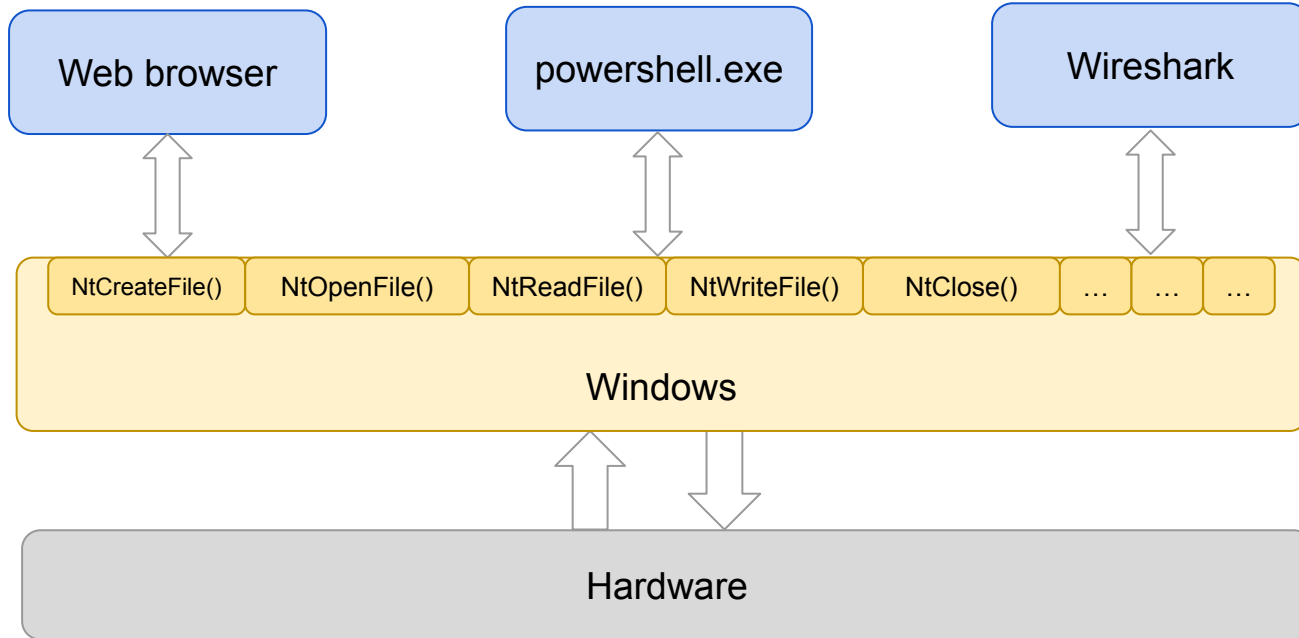 Web browser
powershell.exe
Wireshark
NtCreateFile()
NtOpenFile()
NtReadFile()
NtWriteFile()
NtClose()
…
…
…
Windows
Hardware